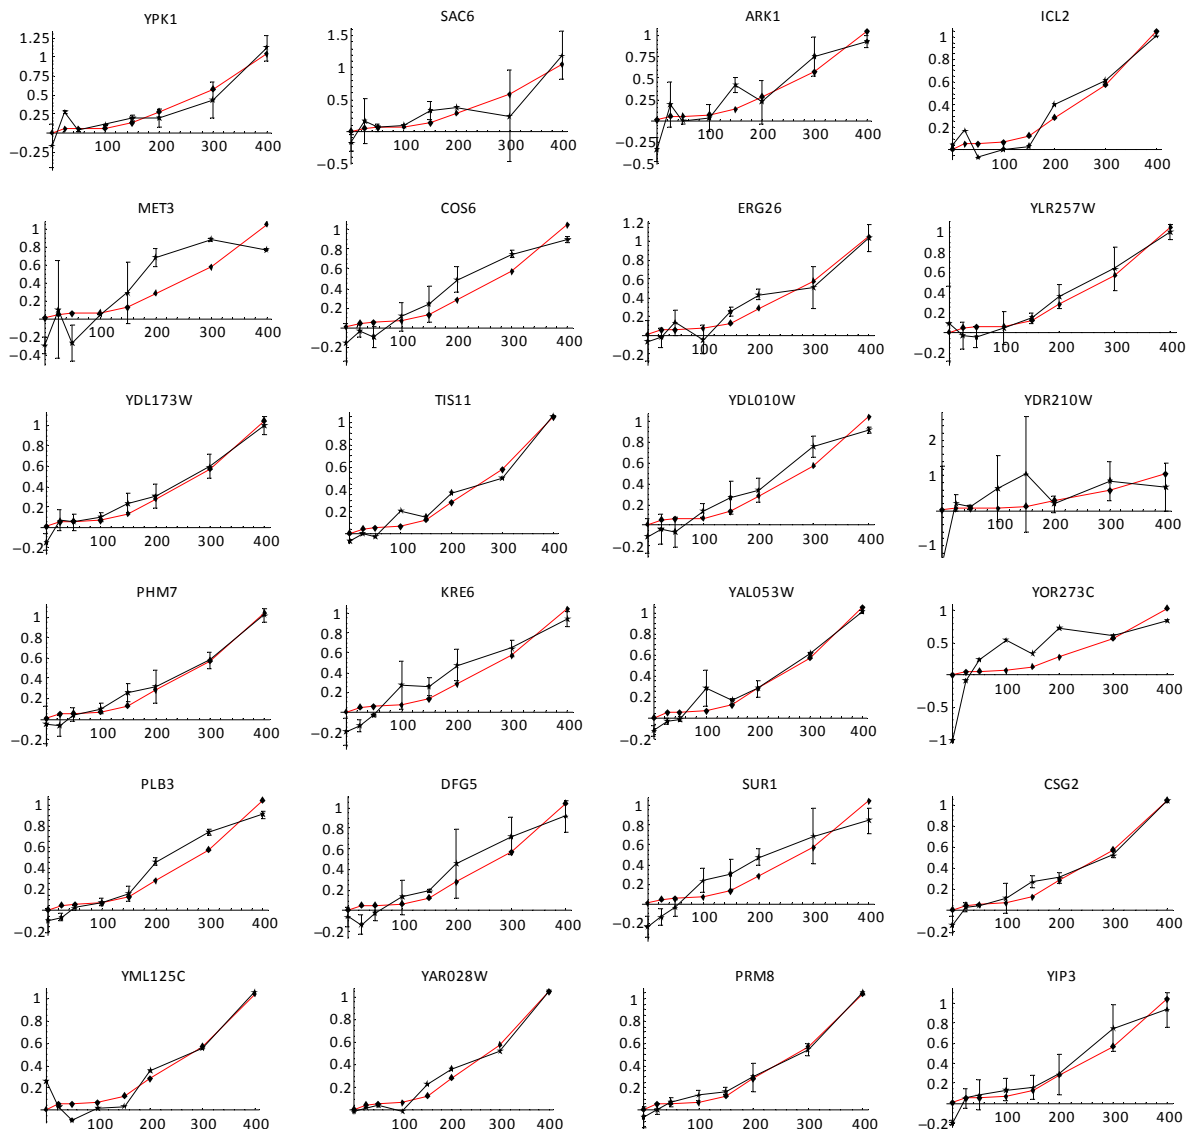 YPK1 SAC6 ARK1 ICL2
1.25 1.5 1 1
1 0.75 0.8
0.75 1 0.5 0.6
0.5 0.5 0.25 0.4
0.25 0.2
100 200 300 400 100 200 300 400 100 200 300 400 100 200 300 400
−0.25 −0.25
−0.5 −0.5
MET3 COS6 ERG26 YLR257W
1 1 1.2 1
0.8 0.8 1 0.8
0.6 0.6 0.8 0.6
0.4 0.4 0.6 0.4
0.2 0.2 0.4 0.2
0.2
100 200 300 400 100 200 300 400 100 200 300 400 100 200 300 400
−0.2 −0.2 −0.2 −0.2
−0.4
YDL173W TIS11 YDL010W YDR210W
1 1 1 2
0.8 0.8 0.8
0.6 0.6 0.6 1
0.4 0.4 0.4
0.2 0.2 0.2
100 200 300 400 100 200 300 400 100 200 300 400 100 200 300 400
−0.2 −0.2 −1
PHM7 KRE6 YAL053W YOR273C
1 1 1 1
0.8 0.8 0.8
0.6 0.6 0.6 0.5
0.4 0.4 0.4
0.2 0.2 0.2
100 200 300 400 100 200 300 400 100 200 300 400 100 200 300 400
−0.5
−0.2 −0.2 −0.2 −1
PLB3 DFG5 SUR1 CSG2
1 1 1 1
0.8 0.8 0.8 0.8
0.6 0.6 0.6 0.6
0.4 0.4 0.4 0.4
0.2 0.2 0.2 0.2
100 200 300 400 100 200 300 400 100 200 300 400 100 200 300 400
−0.2 −0.2 −0.2 −0.2
YML125C YAR028W PRM8 YIP3
1 1 1 1
0.8 0.8 0.8 0.8
0.6 0.6 0.6 0.6
0.4 0.4 0.4 0.4
0.2 0.2 0.2 0.2
100 200 300 400 100 200 300 400 100 200 300 400 100 200 300 400
−0.2